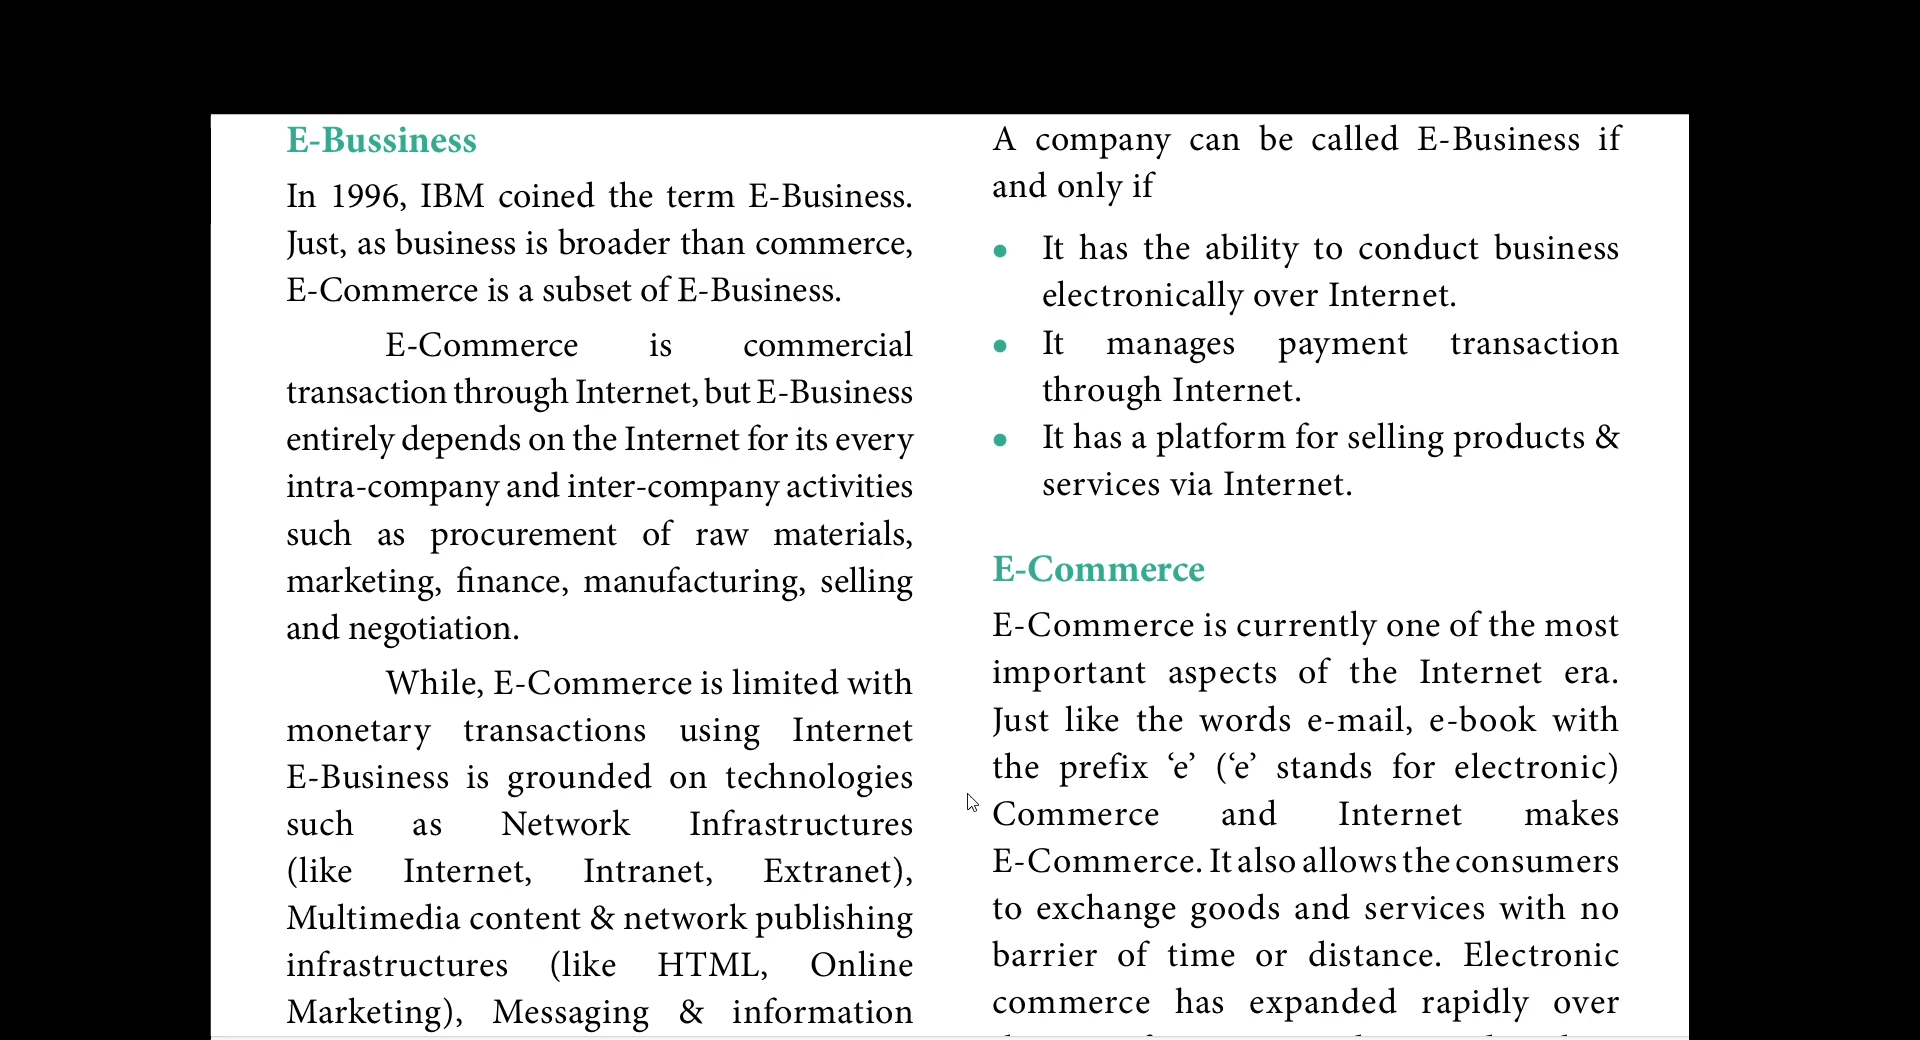 E-Bussiness
In 1996, IBM coined the term E-Business.
Just, as business is broader than commerce,
E-Commerce is a subset of E-Business.
E-Commerce is commercial
transaction through Internet, but E-Business
entirely depends on the Internet for its every
intra-company and inter-company activities
such as procurement of raw materials,
marketing, finance, manufacturing, selling
and negotiation.
While, E-Commerce is limited with
monetary transactions using Internet
E-Business is grounded on technologies
such as Network Infrastructures
(like Internet, Intranet, Extranet),
Multimedia content & network publishing
infrastructures (like HTML, Online
Marketing), Messaging & information
A company can be called E-Business if
and only if
• It has the ability to conduct business
electronically over Internet.
• It manages payment transaction
through Internet.
• It has a platform for selling products &
services via Internet.
E-Commerce
E-Commerce is currently one of the most
important aspects of the Internet era.
Just like the words e-mail, e-book with
the prefix ‘e’ (‘e’ stands for electronic)
Commerce and Internet makes
E-Commerce. It also allows the consumers
to exchange goods and services with no
barrier of time or distance. Electronic
commerce has expanded rapidly over